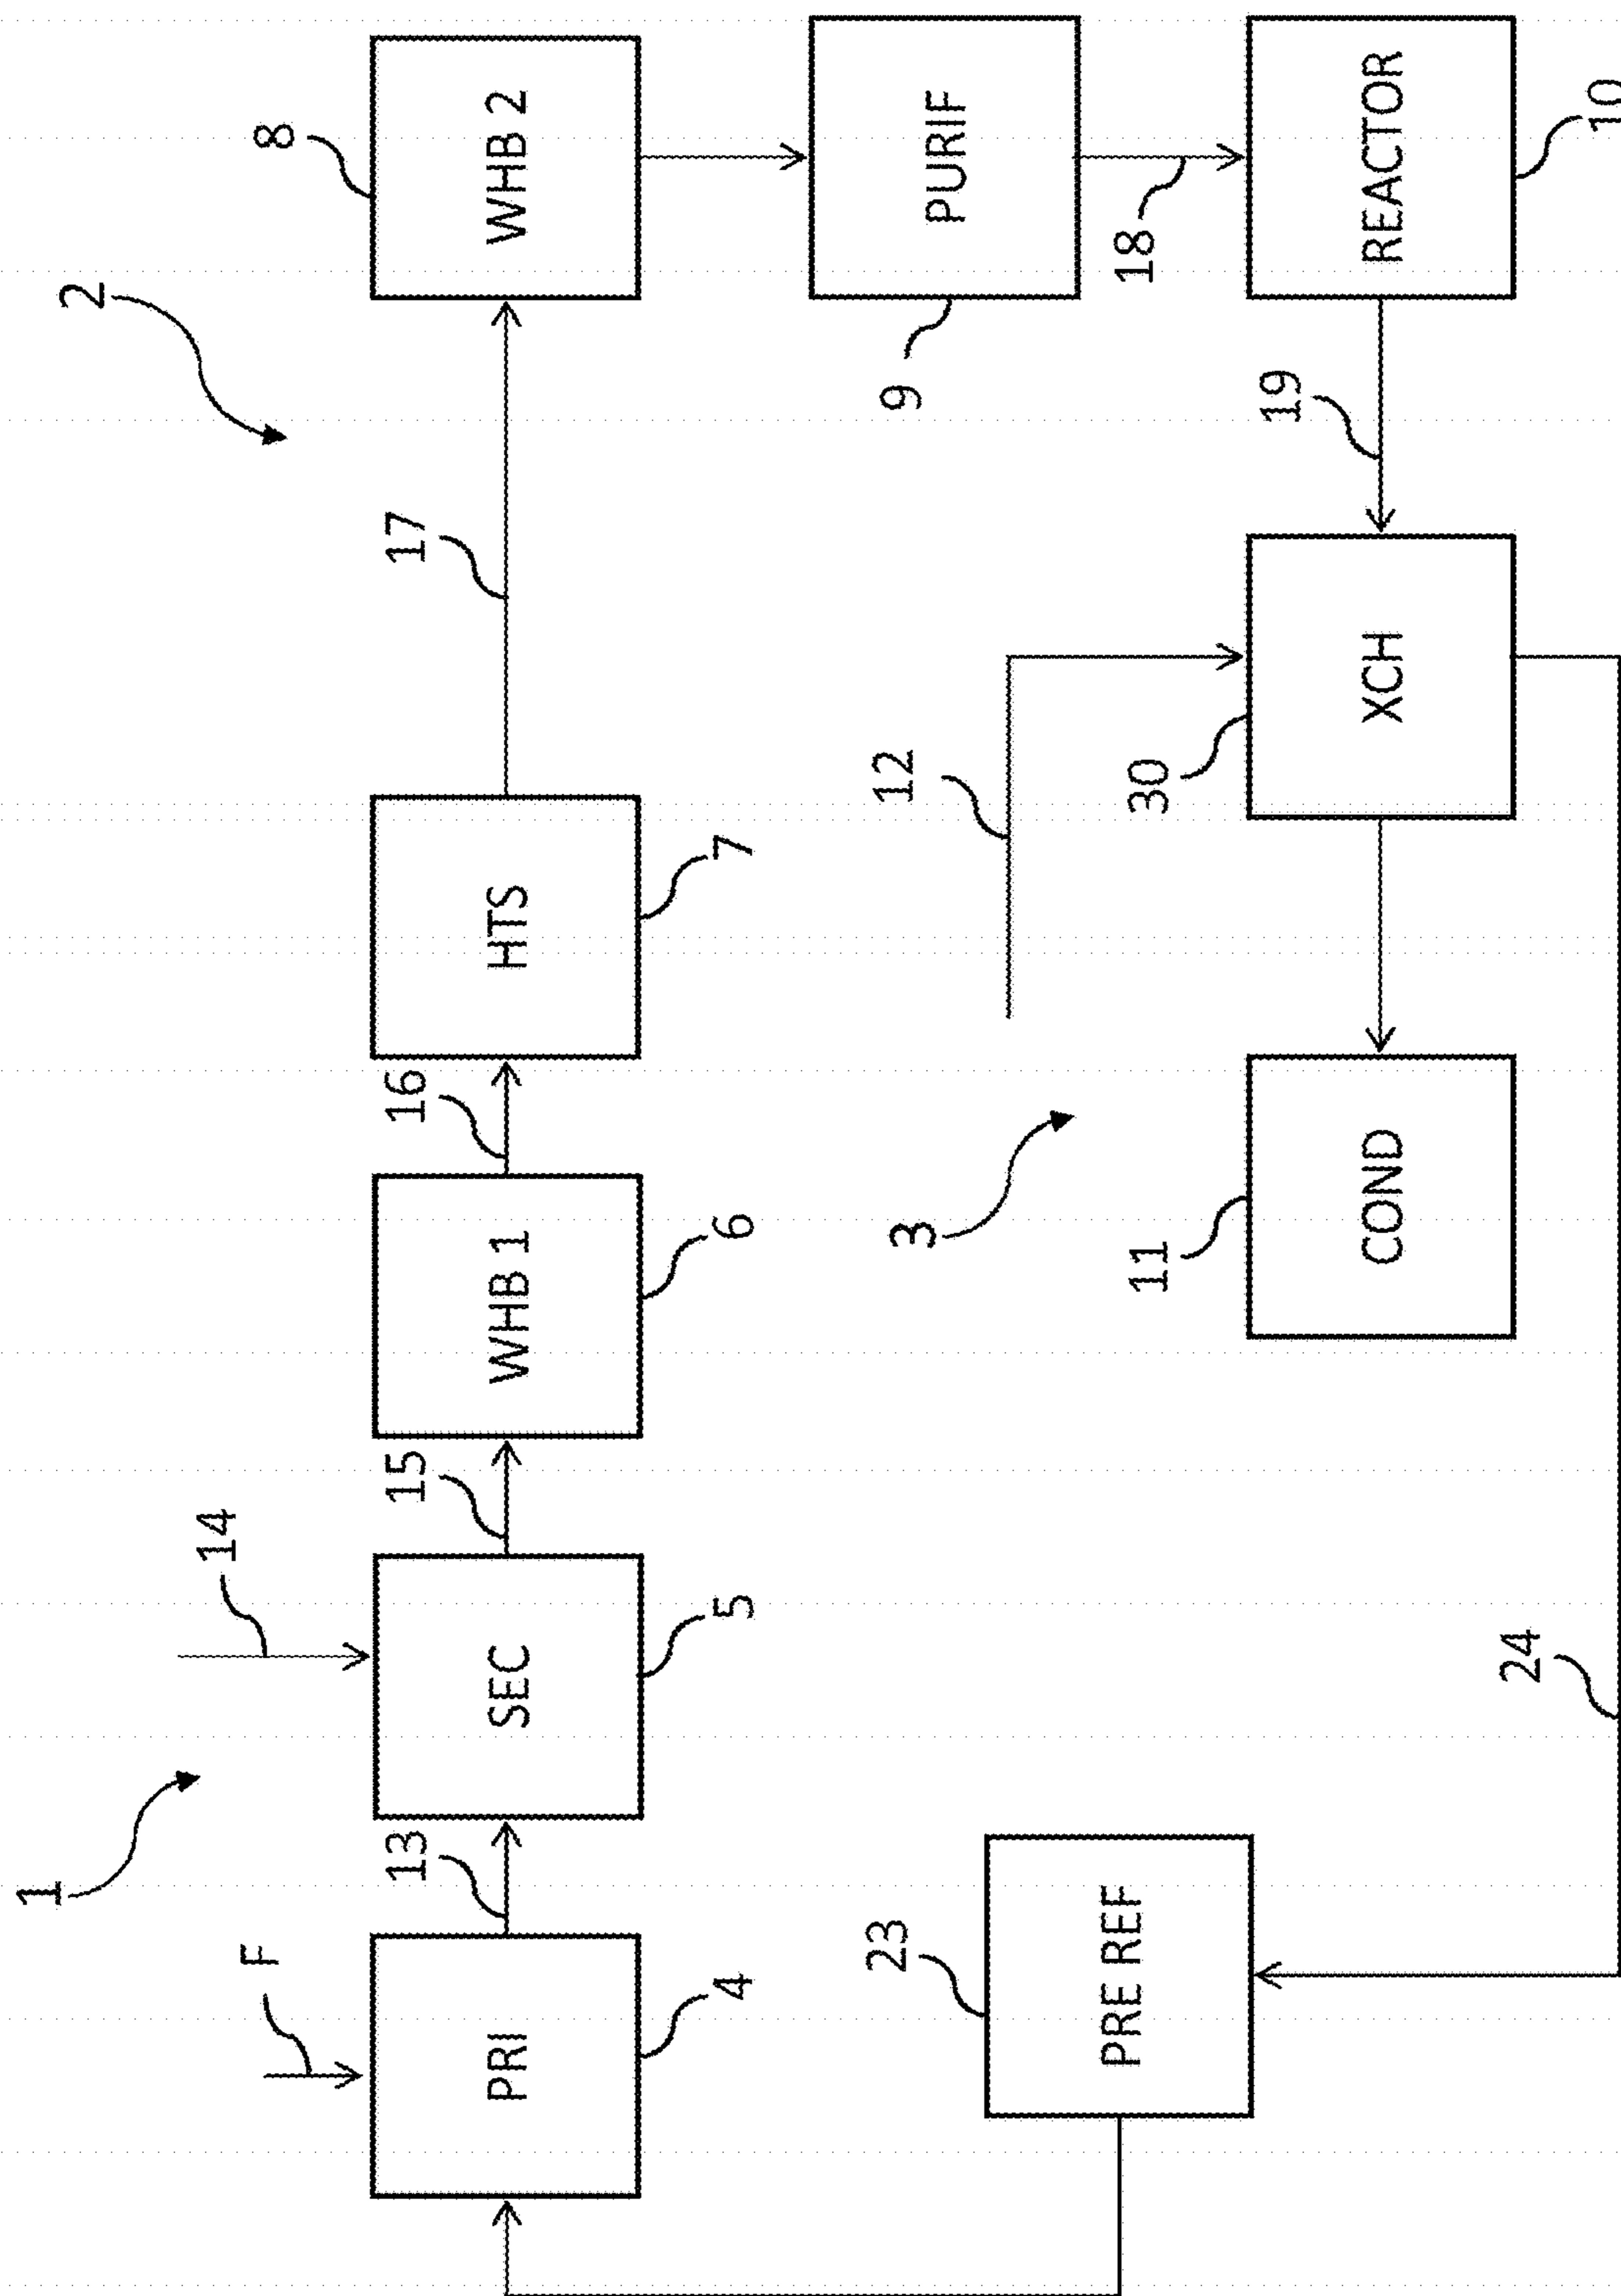 1
2
14
F
8
13 15 16 17
PRI SEC WHB 1 HTS WHB 2
4 5 6 7
23 3 12 9
PURIF
PRE REF
11 30 18
19
COND XCH REACTOR
24
10